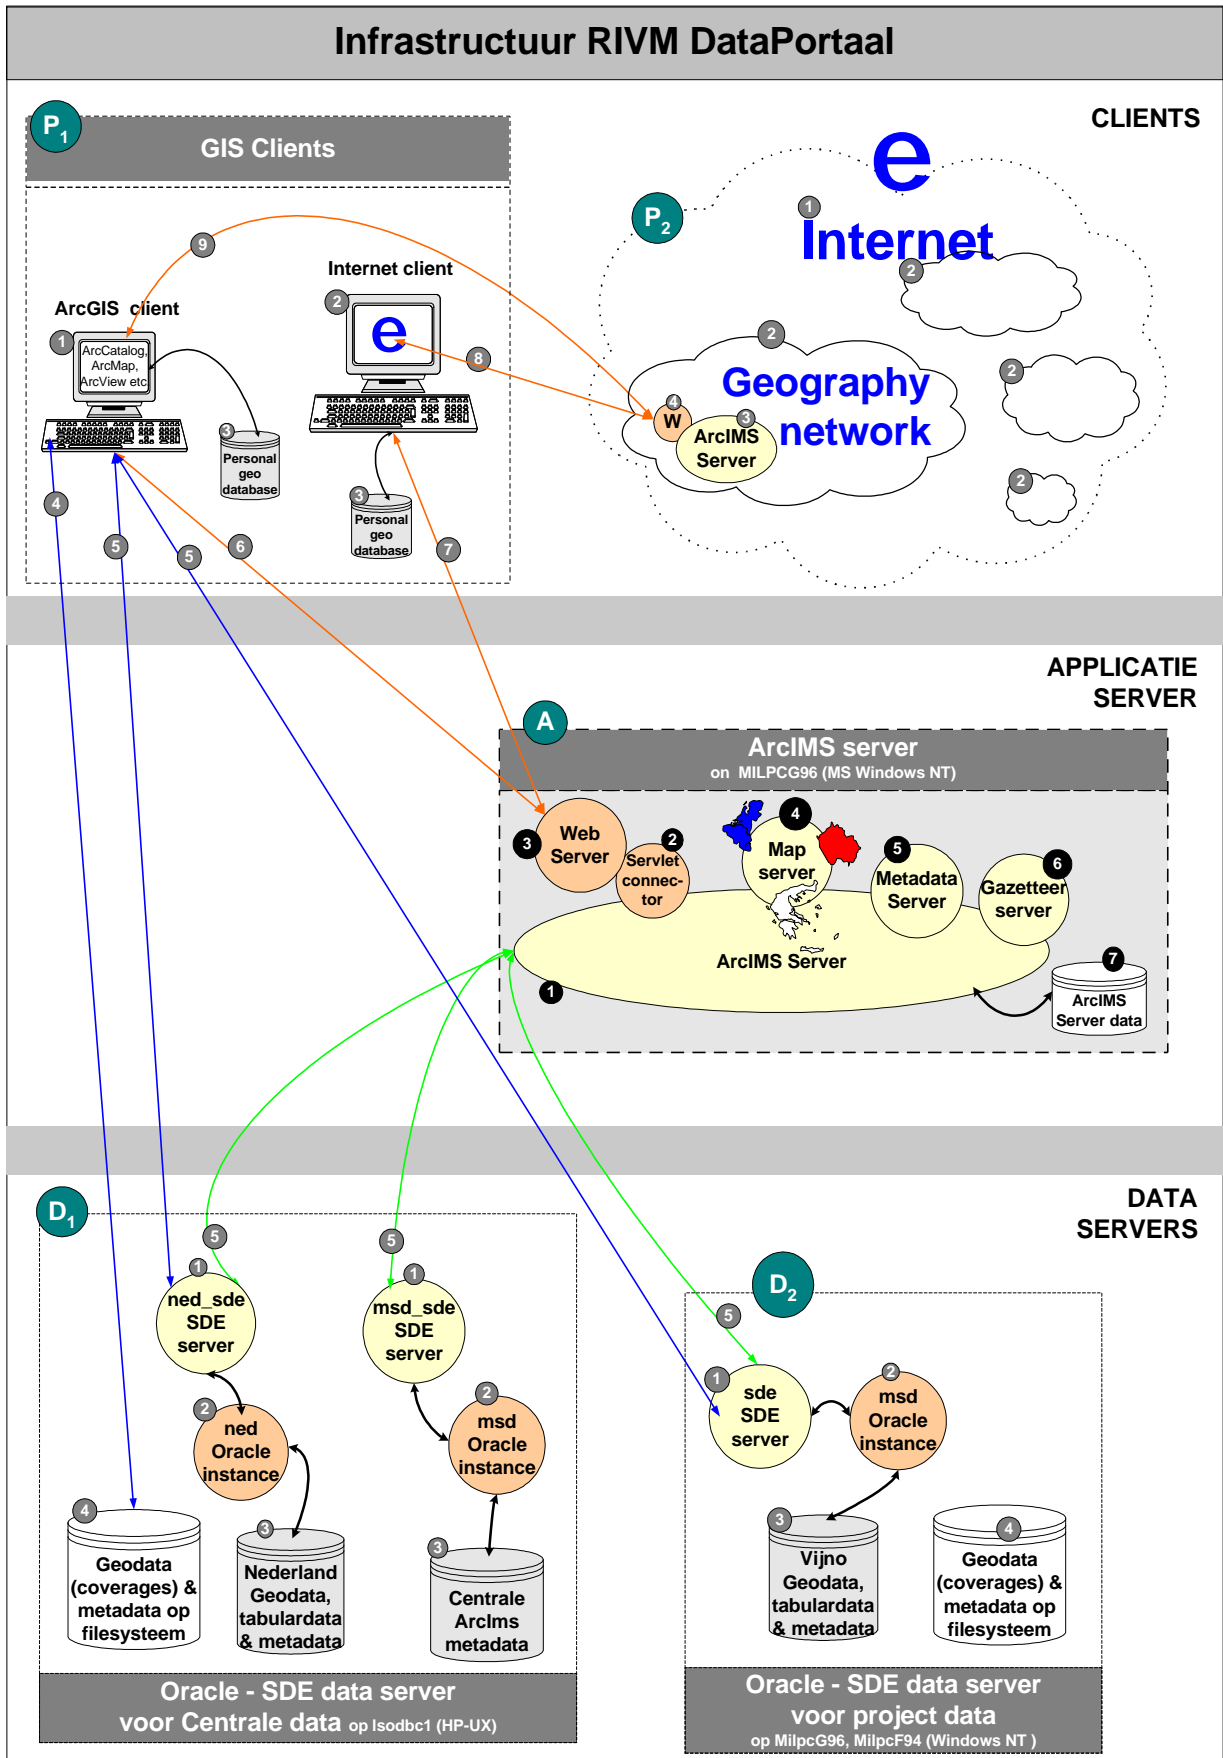 Infrastructuur RIVM DataPortaal
CLIENTS
P1
GIS Clients
e
P2
1
Internet
2
9
Internet client
2
ArcGIS client
1
ArcCatalog,
ArcMap,
ArcView etc
e
8
2
Geography
network
2
4
W
3
ArcIMS
Server
3
Personal
geo
database
3
Personal
geo
database
2
4
5
5
6
7
APPLICATIE
SERVER
A
ArcIMS server
on MILPCG96 (MS Windows NT)
3
Web
Server
2
Servlet
connec-
tor
4
Map
server
5
Metadata
Server
6
Gazetteer
server
ArcIMS Server
1
7
ArcIMS
Server data
DATA
SERVERS
D1
5
5
1
ned_sde
SDE
server
1
msd_sde
SDE
server
2
ned
Oracle
instance
2
msd
Oracle
instance
4
Geodata
(coverages) &
metadata op
filesysteem
3
Nederland
Geodata,
tabulardata
& metadata
3
Centrale
ArcIms
metadata
Oracle - SDE data server
voor Centrale data op Isodbc1 (HP-UX)
D2
5
1
sde
SDE
server
2
msd
Oracle
instance
3
Vijno
Geodata,
tabulardata
& metadata
4
Geodata
(coverages) &
metadata op
filesysteem
Oracle - SDE data server
voor project data
op MilpcG96, MilpcF94 (Windows NT )